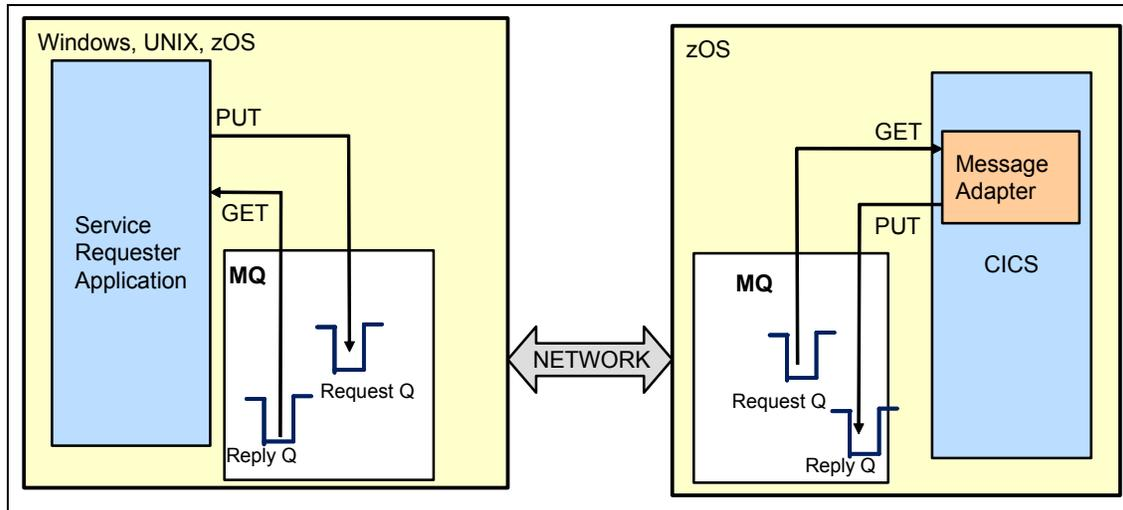 Windows, UNIX, zOS
PUT
GET
Service
Requester
Application
MQ
Request Q
Reply Q
NETWORK
zOS
GET
Message
Adapter
PUT
CICS
MQ
Request Q
Reply Q